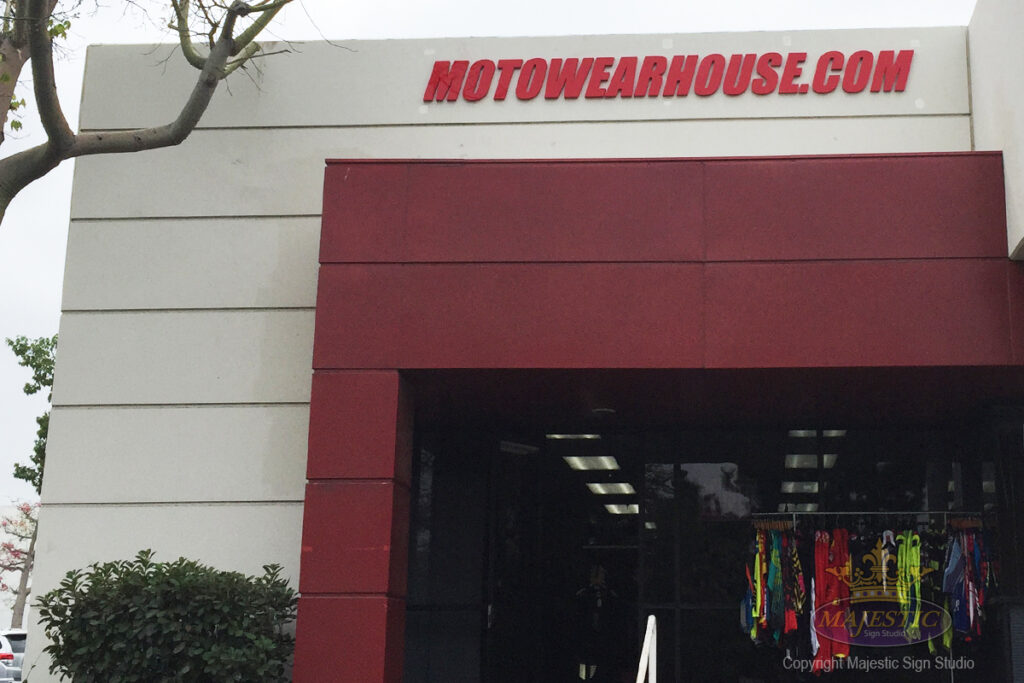 MOTOWEARHOUSE.COM
MAJESTIC
Sign Studio
Copyright Majestic Sign Studio